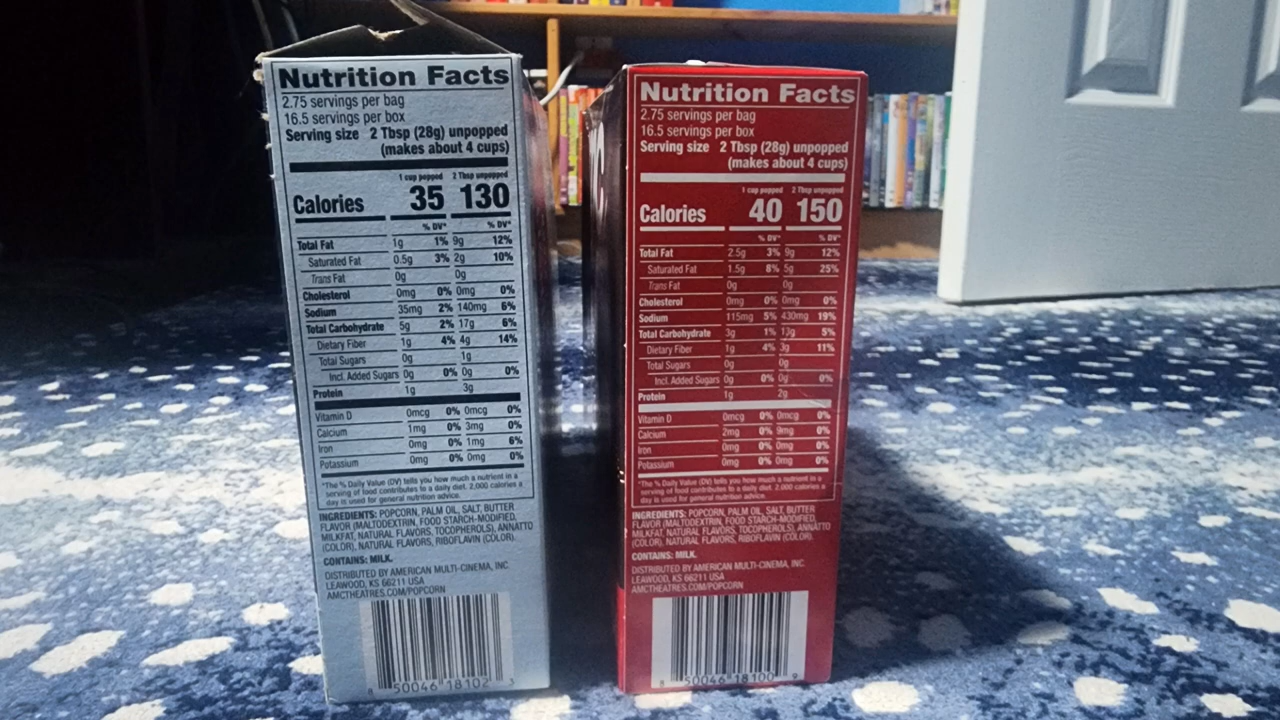 Nutrition Facts
2.75 servings per bag
16.5 servings per box
Serving size 2 Tbsp (28g) unpopped
(makes about 4 cups)
1 cup popped 2 Tbsp unpopped
Calories 35 130
% DV* % DV*
Total Fat 1g 1% 9g 12%
Saturated Fat 0.5g 3% 2g 10%
Trans Fat 0g 0g
Cholesterol 0mg 0% 0mg 0%
Sodium 35mg 2% 140mg 6%
Total Carbohydrate 5g 2% 17g 6%
Dietary Fiber 1g 4% 4g 14%
Total Sugars 0g 1g
Incl. Added Sugars 0g 0% 0g 0%
Protein 1g 3g
Vitamin D 0mcg 0% 0mcg 0%
Calcium 1mg 0% 3mg 0%
Iron 0mg 0% 1mg 6%
Potassium 0mg 0% 0mg 0%
*The % Daily Value (DV) tells you how much a nutrient in a
serving of food contributes to a daily diet. 2,000 calories a
day is used for general nutrition advice.
INGREDIENTS: POPCORN, PALM OIL, SALT, BUTTER
FLAVOR (MALTODEXTRIN, FOOD STARCH-MODIFIED,
MILKFAT, NATURAL FLAVORS, TOCOPHEROLS), ANNATTO
(COLOR), NATURAL FLAVORS, RIBOFLAVIN (COLOR).
CONTAINS: MILK.
DISTRIBUTED BY AMERICAN MULTI-CINEMA, INC.
LEAWOOD, KS 66211 USA
AMCTHEATRES.COM/POPCORN
8 50046 18102 3
Nutrition Facts
2.75 servings per bag
16.5 servings per box
Serving size 2 Tbsp (28g) unpopped
(makes about 4 cups)
1 cup popped 2 Tbsp unpopped
Calories 40 150
% DV* % DV*
Total Fat 2.5g 3% 9g 12%
Saturated Fat 1.5g 8% 5g 25%
Trans Fat 0g 0g
Cholesterol 0mg 0% 0mg 0%
Sodium 115mg 5% 430mg 19%
Total Carbohydrate 3g 1% 13g 5%
Dietary Fiber 1g 4% 3g 11%
Total Sugars 0g 0g
Incl. Added Sugars 0g 0% 0g 0%
Protein 1g 2g
Vitamin D 0mcg 0% 0mcg 0%
Calcium 2mg 0% 9mg 0%
Iron 0mg 0% 0mg 0%
Potassium 0mg 0% 0mg 0%
*The % Daily Value (DV) tells you how much a nutrient in a
serving of food contributes to a daily diet. 2,000 calories a
day is used for general nutrition advice.
INGREDIENTS: POPCORN, PALM OIL, SALT, BUTTER
FLAVOR (MALTODEXTRIN, FOOD STARCH-MODIFIED,
MILKFAT, NATURAL FLAVORS, TOCOPHEROLS), ANNATTO
(COLOR), NATURAL FLAVORS, RIBOFLAVIN (COLOR).
CONTAINS: MILK.
DISTRIBUTED BY AMERICAN MULTI-CINEMA, INC.
LEAWOOD, KS 66211 USA
AMCTHEATRES.COM/POPCORN
8 50046 18100 9